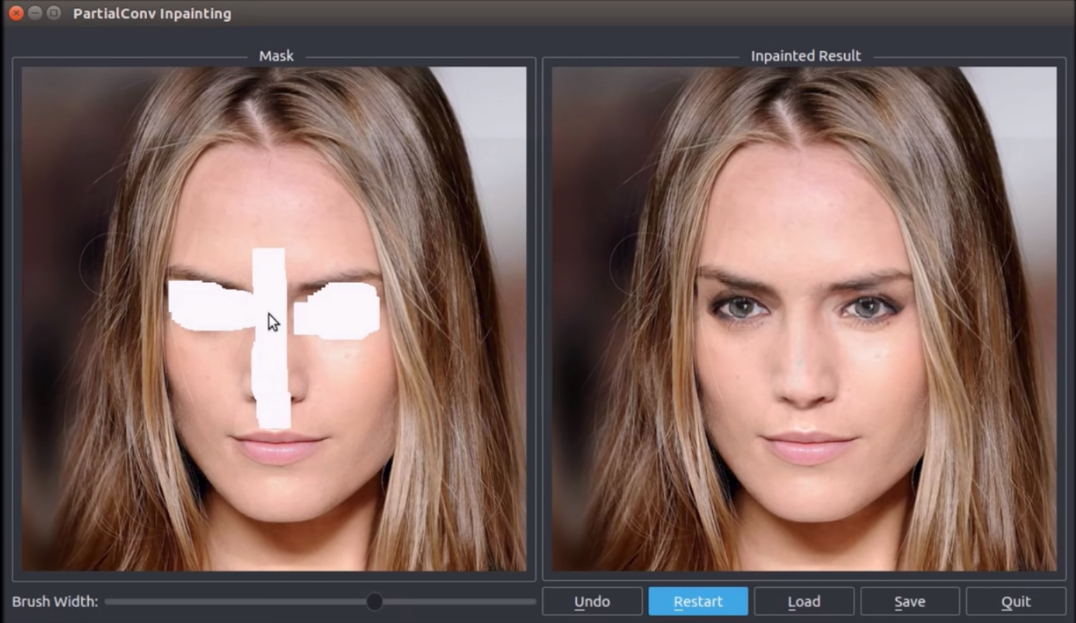 PartialConv Inpainting
Mask
Inpainted Result
Brush Width:
Undo
Restart
Load
Save
Quit